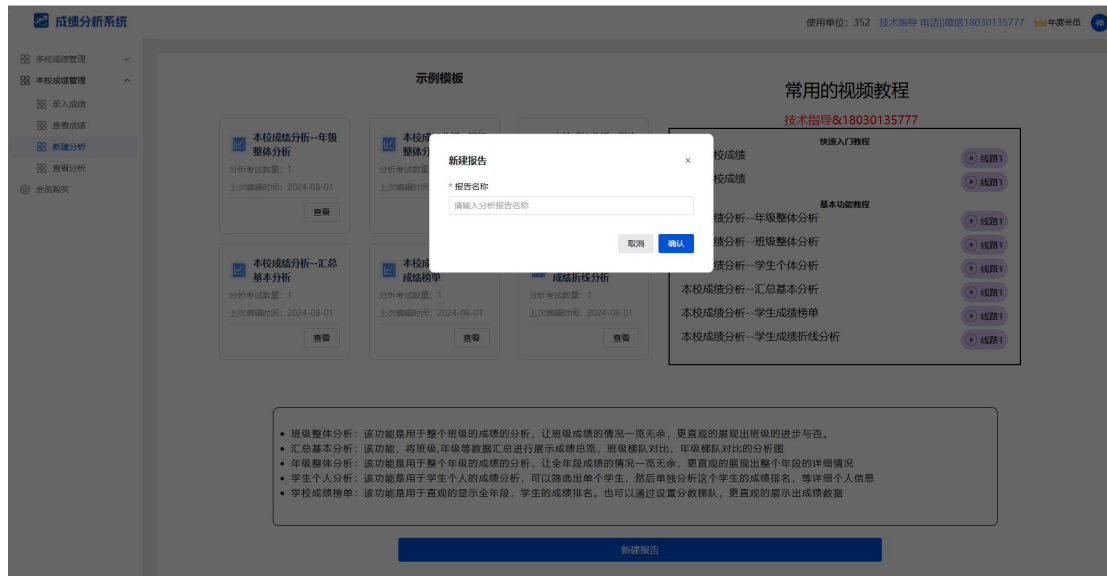 成绩分析系统
使用单位：352 技术指导 电话||微信18030135777 年度会员 神
多校成绩管理
本校成绩管理
录入成绩
查看成绩
新建分析
查看分析
会员购买
示例模板
本校成绩分析--年级
整体分析
分析考试数量：1
上次编辑时间：2024-08-01
查看
本校成
整体分
分析考试数量
上次编辑时间
本校成绩分析--汇总
基本分析
分析考试数量：1
上次编辑时间：2024-08-01
查看
本校成
成绩榜单
分析考试数量：1
上次编辑时间：2024-08-01
查看
成绩折线分析
分析考试数量：1
上次编辑时间：2024-08-01
查看
新建报告 ×
* 报告名称
请输入分析报告名称
取消 确认
常用的视频教程
技术指导&18030135777
快速入门教程
校成绩 线路1
校成绩 线路1
基本功能教程
绩分析--年级整体分析 线路1
绩分析--班级整体分析 线路1
绩分析--学生个体分析 线路1
本校成绩分析--汇总基本分析 线路1
本校成绩分析--学生成绩榜单 线路1
本校成绩分析--学生成绩折线分析 线路1
• 班级整体分析：该功能是用于整个班级的成绩的分析，让班级成绩的情况一览无余，更直观的展现出班级的进步与否。
• 汇总基本分析：该功能，将班级,年级等数据汇总进行展示成绩总览，班级梯队对比，年级梯队对比的分析图
• 年级整体分析：该功能是用于整个年级的成绩的分析，让全年段成绩的情况一览无余，更直观的展现出整个年段的详细情况
• 学生个人分析：该功能是用于学生个人的成绩分析，可以筛选出单个学生，然后单独分析这个学生的成绩排名，等详细个人信息
• 学校成绩榜单：该功能是用于直观的显示全年段，学生的成绩排名。也可以通过设置分数梯队，更直观的展示出成绩数据
新建报告